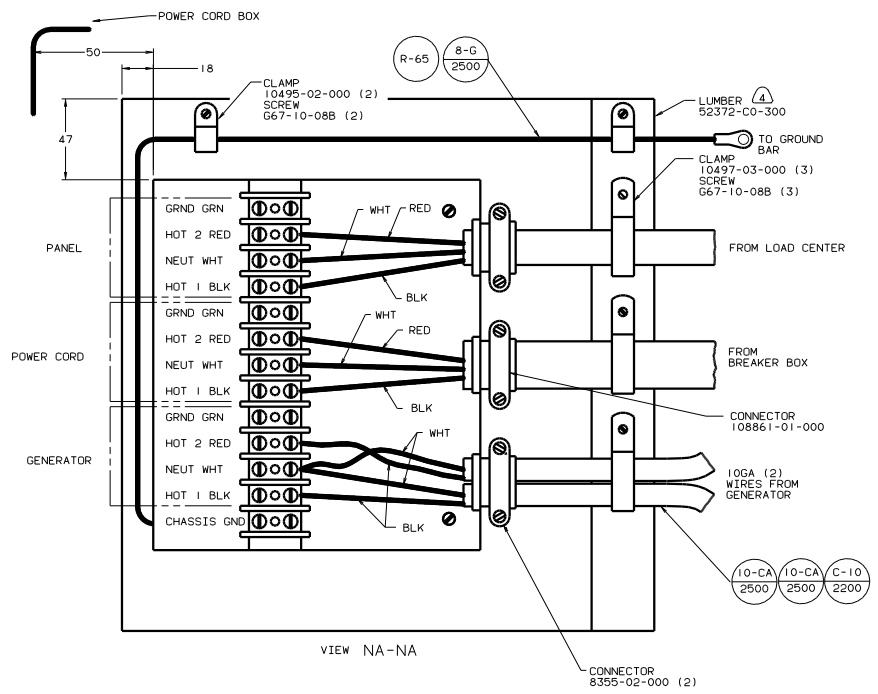 POWER CORD BOX
50
18
47
CLAMP
10495-02-000 (2)
SCREW
G67-10-08B (2)
R-65
8-G
2500
LUMBER 4
52372-C0-300
TO GROUND
BAR
CLAMP
10497-03-000 (3)
SCREW
G67-10-08B (3)
PANEL
GRND GRN
HOT 2 RED
NEUT WHT
HOT 1 BLK
WHT
RED
BLK
FROM LOAD CENTER
POWER CORD
GRND GRN
HOT 2 RED
NEUT WHT
HOT 1 BLK
WHT
RED
BLK
FROM
BREAKER BOX
CONNECTOR
108861-01-000
GENERATOR
GRND GRN
HOT 2 RED
NEUT WHT
HOT 1 BLK
CHASSIS GND
WHT
BLK
10GA (2)
WIRES FROM
GENERATOR
10-CA
2500
10-CA
2500
C-10
2200
VIEW NA-NA
CONNECTOR
8355-02-000 (2)